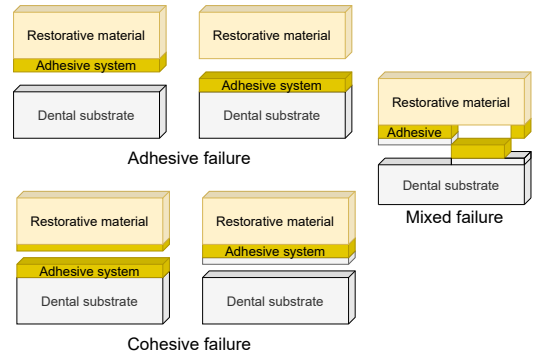 Restorative material
Adhesive system
Dental substrate
Restorative material
Adhesive system
Dental substrate
Adhesive failure
Restorative material
Adhesive
Dental substrate
Mixed failure
Restorative material
Adhesive system
Dental substrate
Restorative material
Adhesive system
Dental substrate
Cohesive failure